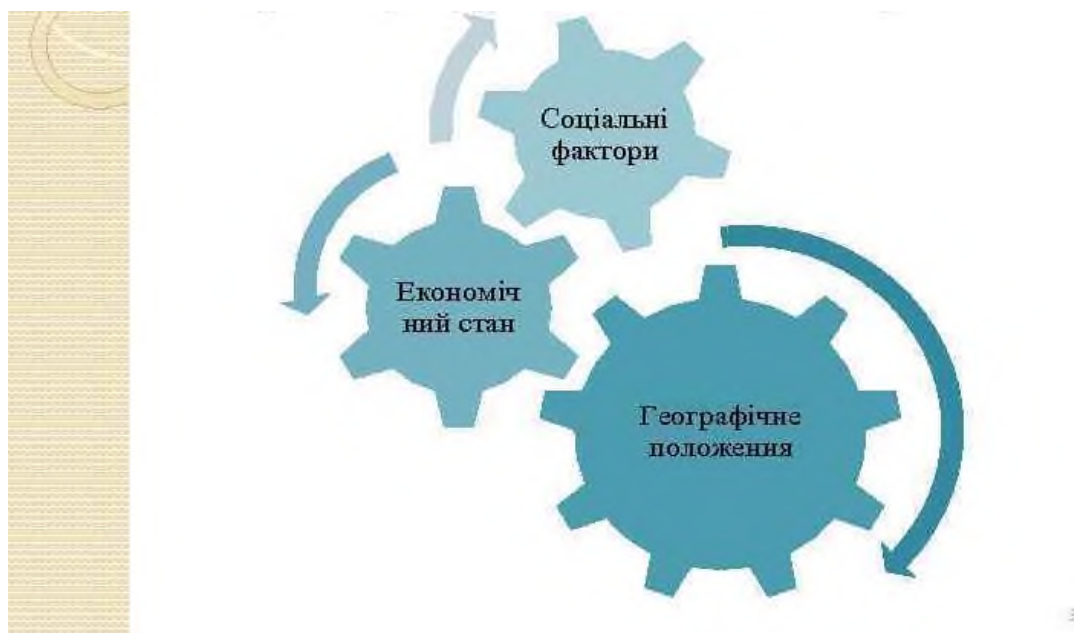 Соціальні
фактори
Економіч
ний стан
Географічне
положення